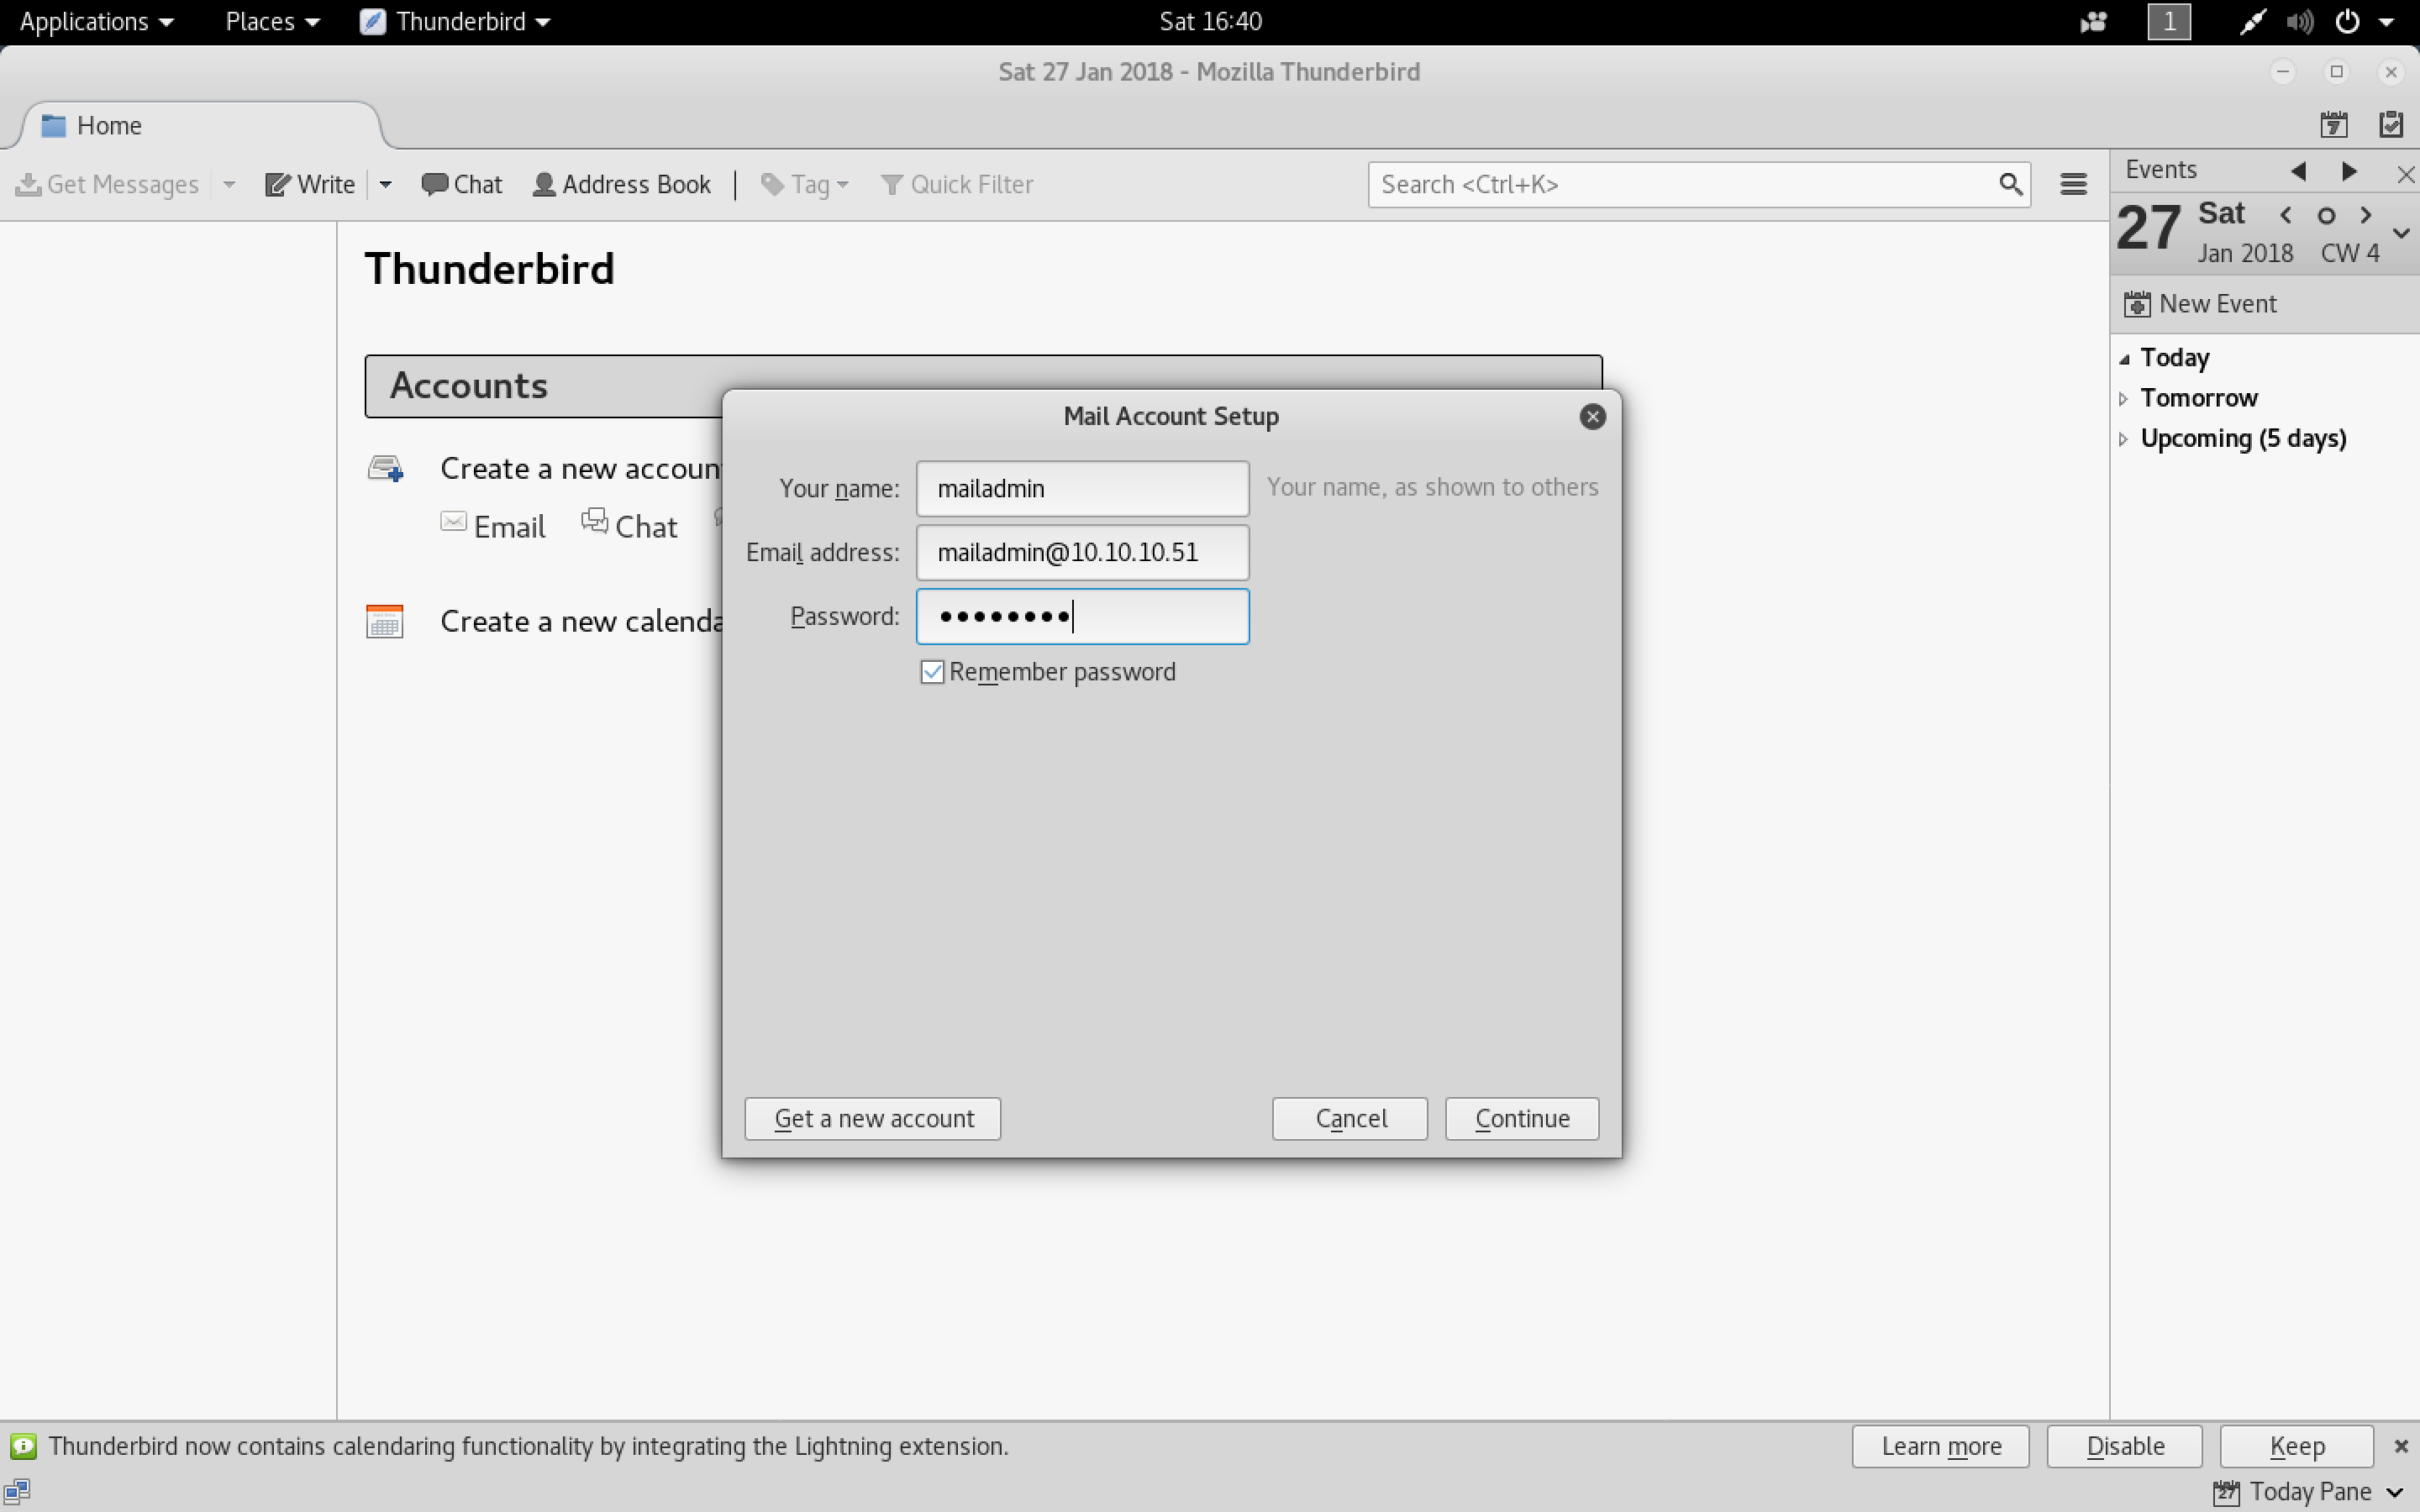 Applications Places Thunderbird Sat 16:40 1
Sat 27 Jan 2018 - Mozilla Thunderbird
Home 7
Get Messages Write Chat Address Book Tag Quick Filter Search <Ctrl+K>
Events
27 Sat
Jan 2018 CW 4
New Event
Today
Tomorrow
Upcoming (5 days)
Thunderbird
Accounts
Create a new accoun
Email Chat
Create a new calenda
Mail Account Setup
Your name: mailadmin Your name, as shown to others
Email address: mailadmin@10.10.10.51
Password: ••••••••
Remember password
Get a new account Cancel Continue
Thunderbird now contains calendaring functionality by integrating the Lightning extension. Learn more Disable Keep
27 Today Pane